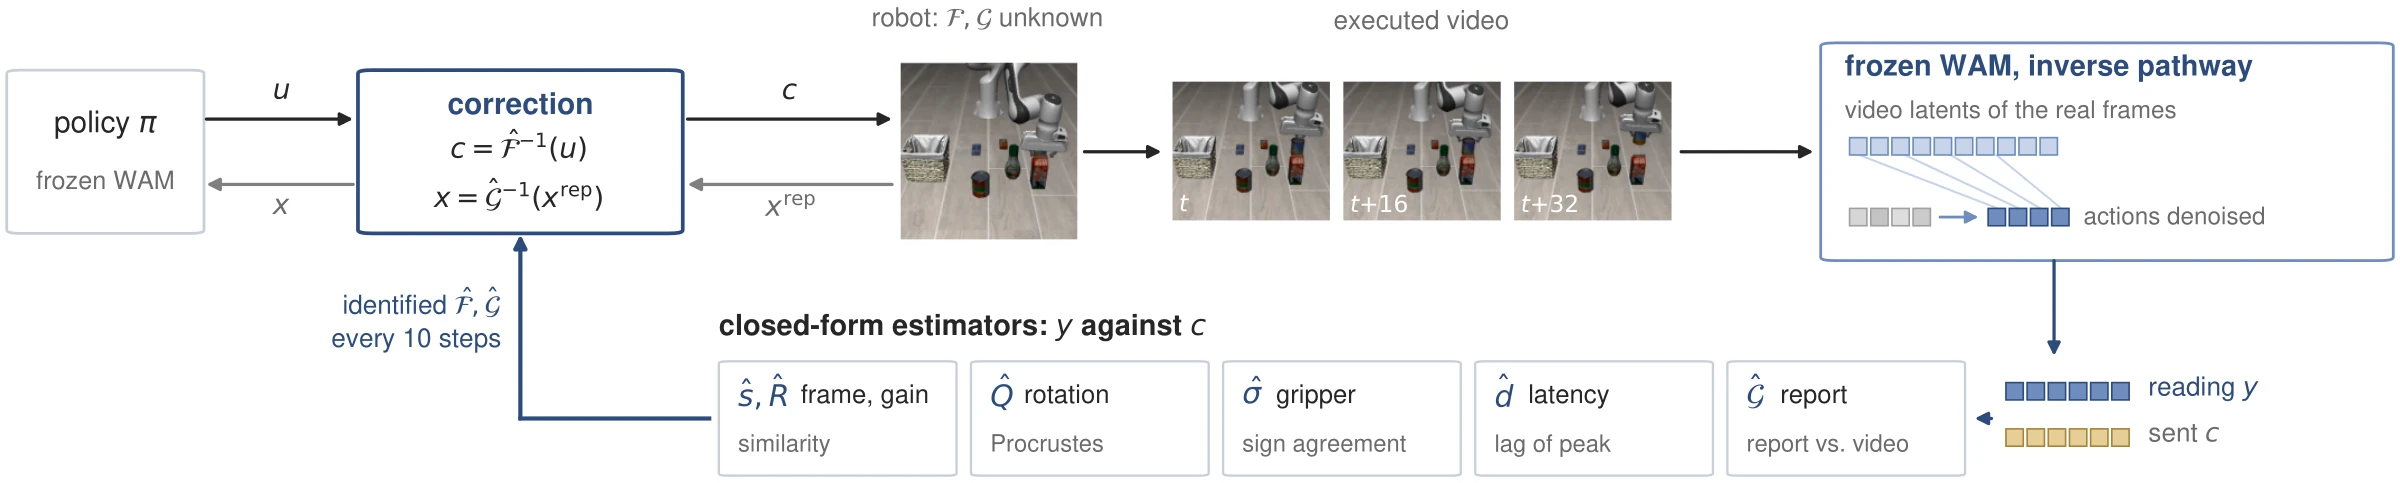 robot: ℱ, 𝒢 unknown
executed video
policy π
frozen WAM
u
x
correction
c = ℱ̂⁻¹(u)
x = 𝒢̂⁻¹(xʳᵉᵖ)
c
xʳᵉᵖ
t
t+16
t+32
frozen WAM, inverse pathway
video latents of the real frames
actions denoised
identified ℱ̂, 𝒢̂
every 10 steps
closed-form estimators: y against c
ŝ, R̂ frame, gain
similarity
Q̂ rotation
Procrustes
σ̂ gripper
sign agreement
d̂ latency
lag of peak
𝒢̂ report
report vs. video
reading y
sent c